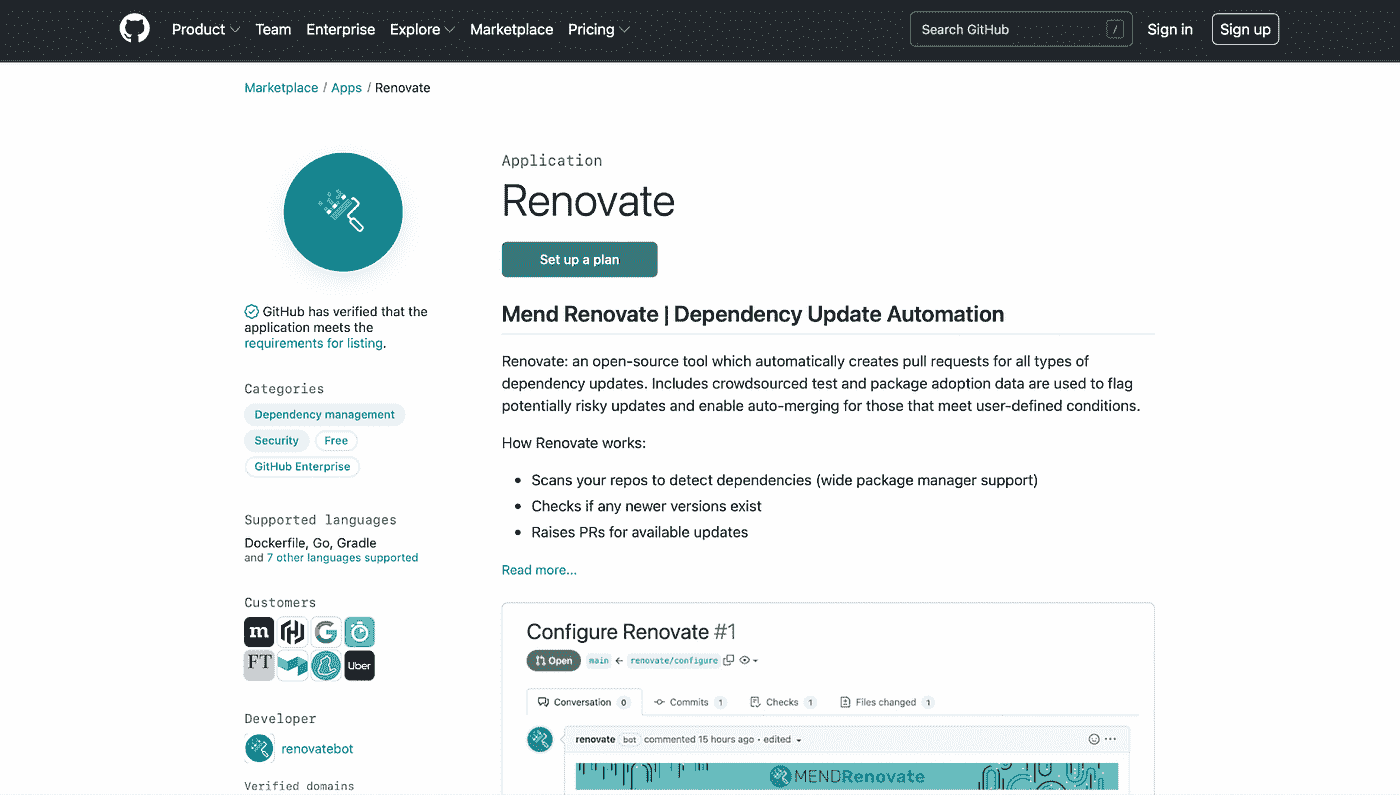 Product Team Enterprise Explore Marketplace Pricing Search GitHub / Sign in Sign up
Marketplace / Apps / Renovate
Application
Renovate
Set up a plan
GitHub has verified that the
application meets the
requirements for listing.
Categories
Dependency management
Security Free
GitHub Enterprise
Supported languages
Dockerfile, Go, Gradle
and 7 other languages supported
Customers
m H G
FT Uber
Developer
renovatebot
Verified domains
Mend Renovate | Dependency Update Automation
Renovate: an open-source tool which automatically creates pull requests for all types of
dependency updates. Includes crowdsourced test and package adoption data are used to flag
potentially risky updates and enable auto-merging for those that meet user-defined conditions.
How Renovate works:
• Scans your repos to detect dependencies (wide package manager support)
• Checks if any newer versions exist
• Raises PRs for available updates
Read more...
Configure Renovate #1
Open main ← renovate/configure
Conversation 0 Commits 1 Checks 1 Files changed 1
renovate bot commented 15 hours ago • edited
MENDRenovate